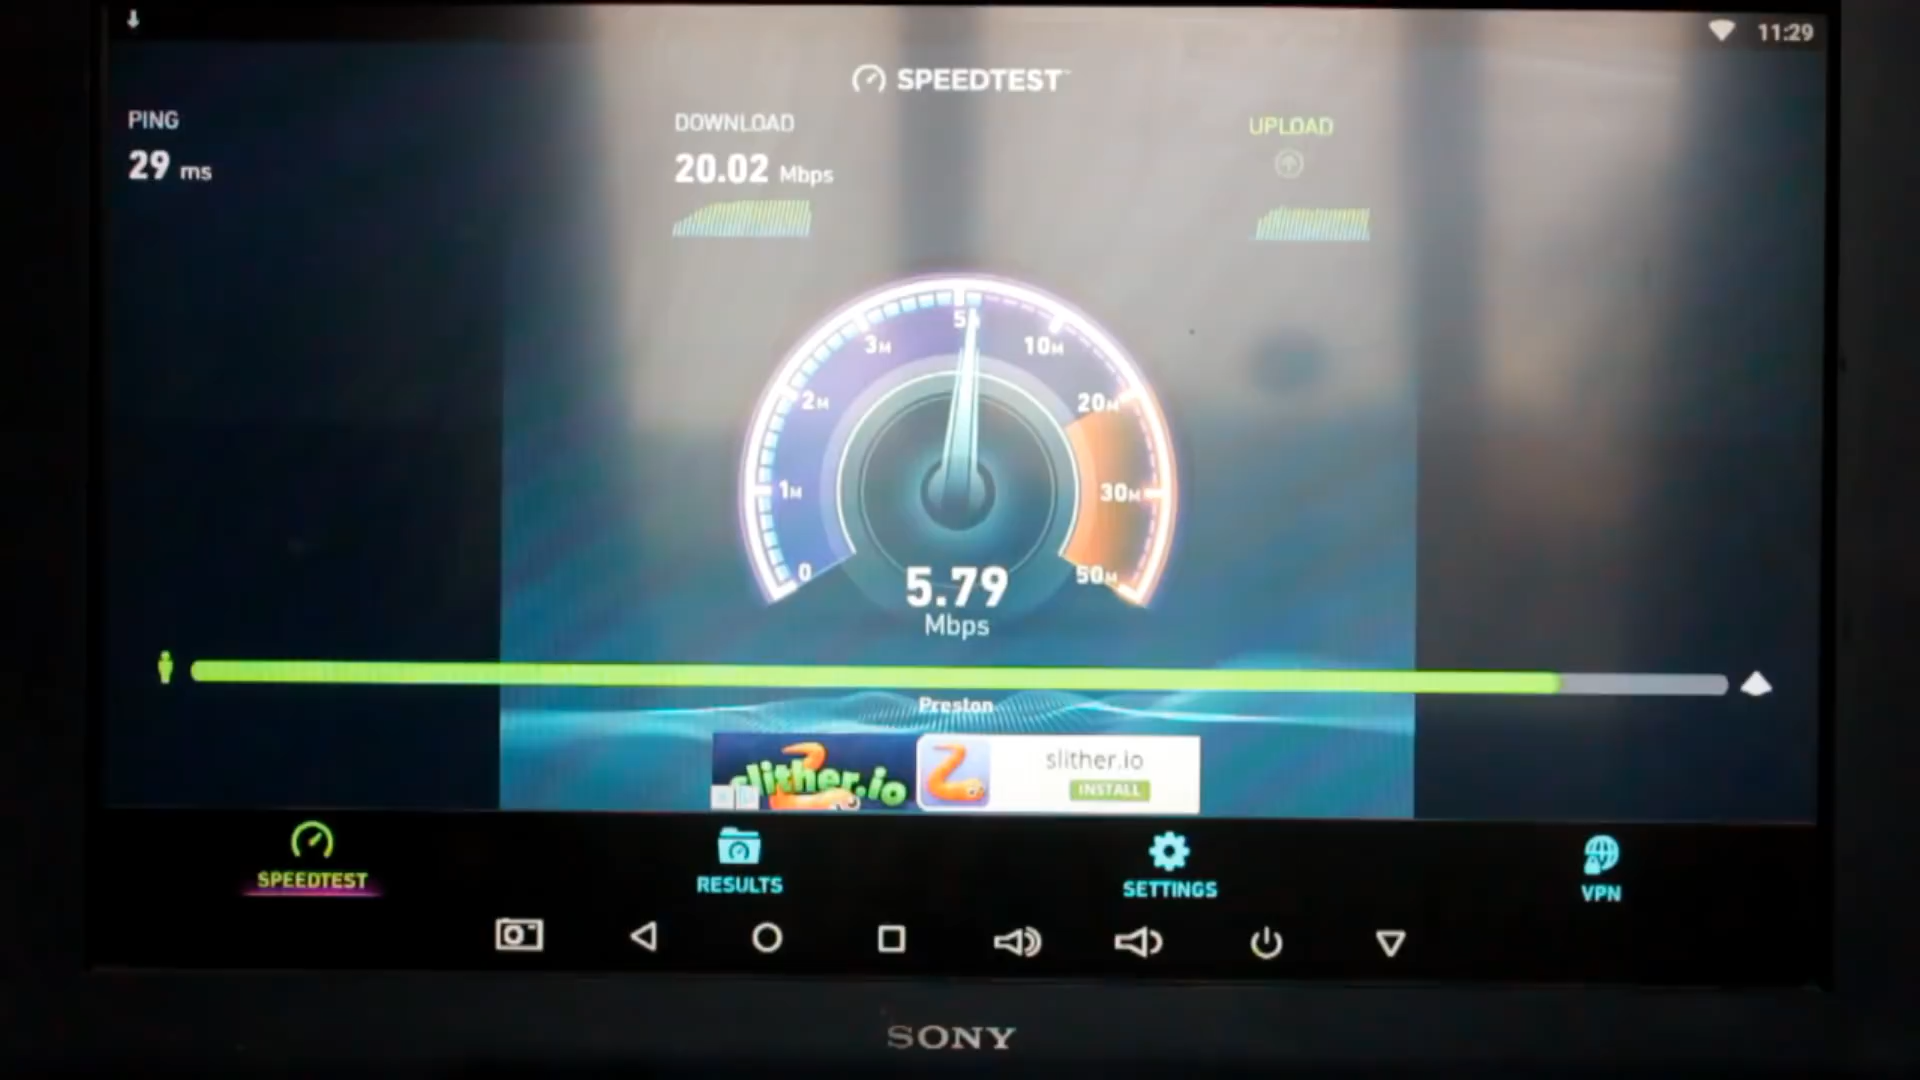 11:29
SPEEDTEST™
PING
29 ms
DOWNLOAD
20.02 Mbps
UPLOAD
0
1M
2M
3M
5
10M
20M
30M
50M
5.79
Mbps
Preston
slither.io
slither.io
INSTALL
SPEEDTEST
RESULTS
SETTINGS
VPN
SONY